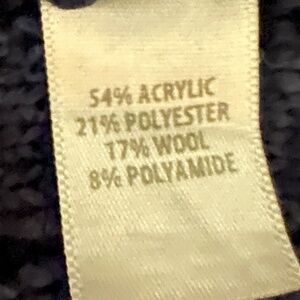 54% ACRYLIC
21% POLYESTER
17% WOOL
8% POLYAMIDE